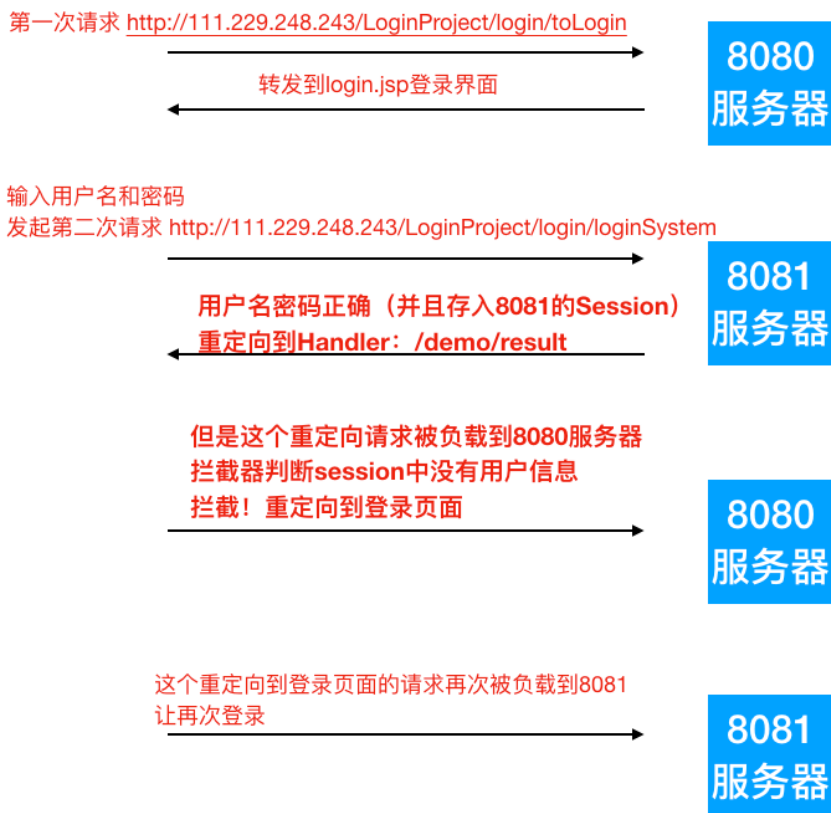 第一次请求 http://111.229.248.243/LoginProject/login/toLogin
8080
服务器
转发到login.jsp登录界面
输入用户名和密码
发起第二次请求 http://111.229.248.243/LoginProject/login/loginSystem
8081
服务器
用户名密码正确（并且存入8081的Session）
重定向到Handler：/demo/result
但是这个重定向请求被负载到8080服务器
拦截器判断session中没有用户信息
拦截！重定向到登录页面
8080
服务器
这个重定向到登录页面的请求再次被负载到8081
让再次登录
8081
服务器